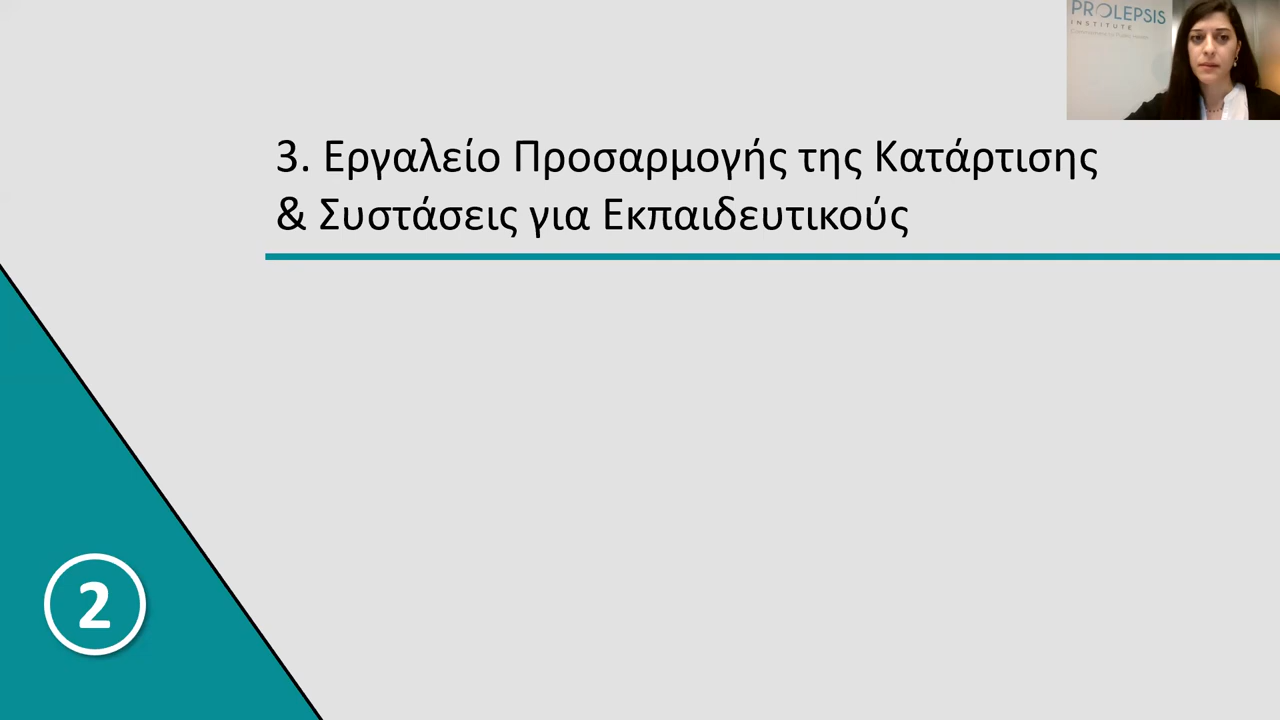 PROLEPSIS
INSTITUTE
3. Εργαλείο Προσαρμογής της Κατάρτισης
& Συστάσεις για Εκπαιδευτικούς
2